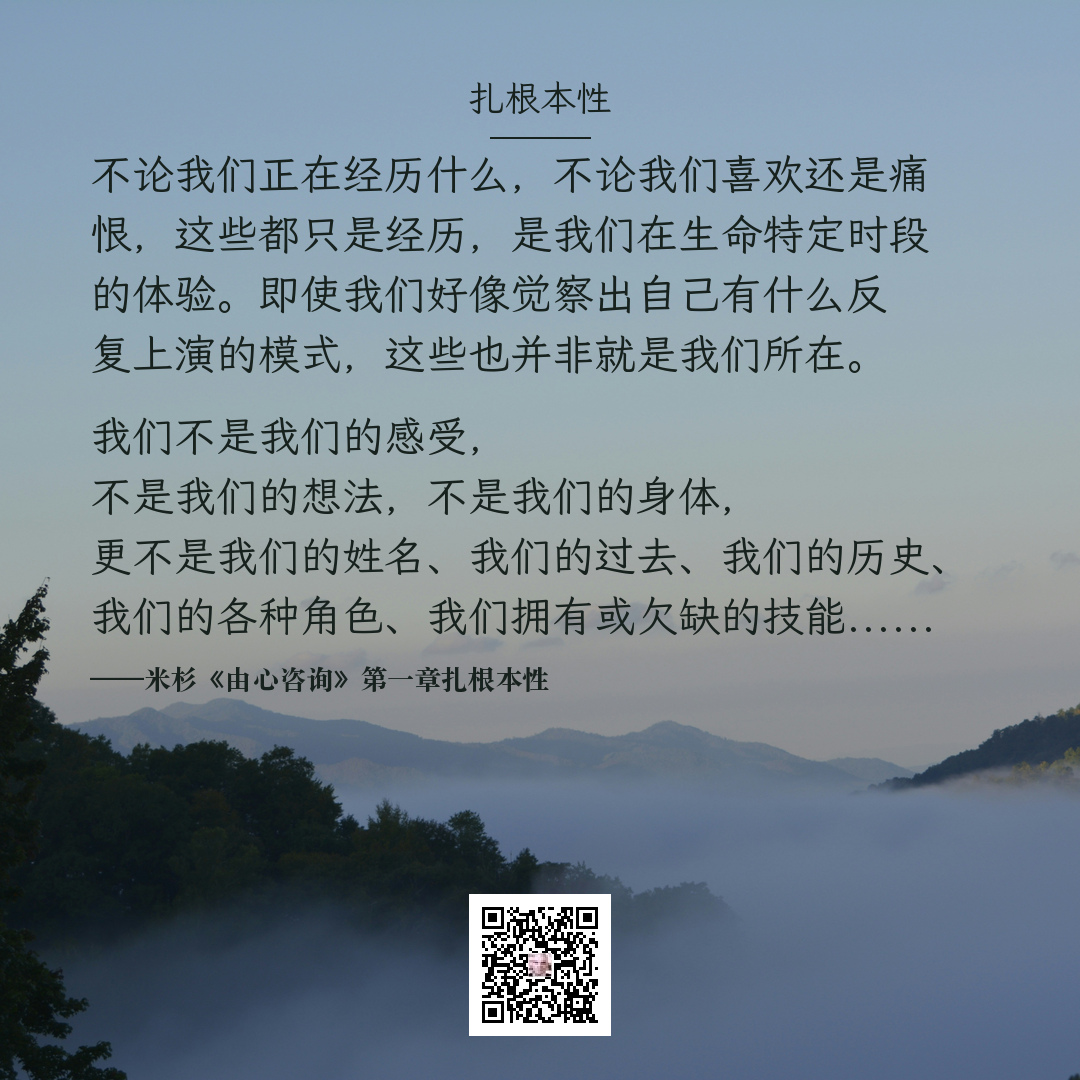 扎根本性
不论我们正在经历什么，不论我们喜欢还是痛
恨，这些都只是经历，是我们在生命特定时段
的体验。即使我们好像觉察出自己有什么反
复上演的模式，这些也并非就是我们所在。
我们不是我们的感受，
不是我们的想法，不是我们的身体，
更不是我们的姓名、我们的过去、我们的历史、
我们的各种角色、我们拥有或欠缺的技能……
——米杉《由心咨询》第一章扎根本性